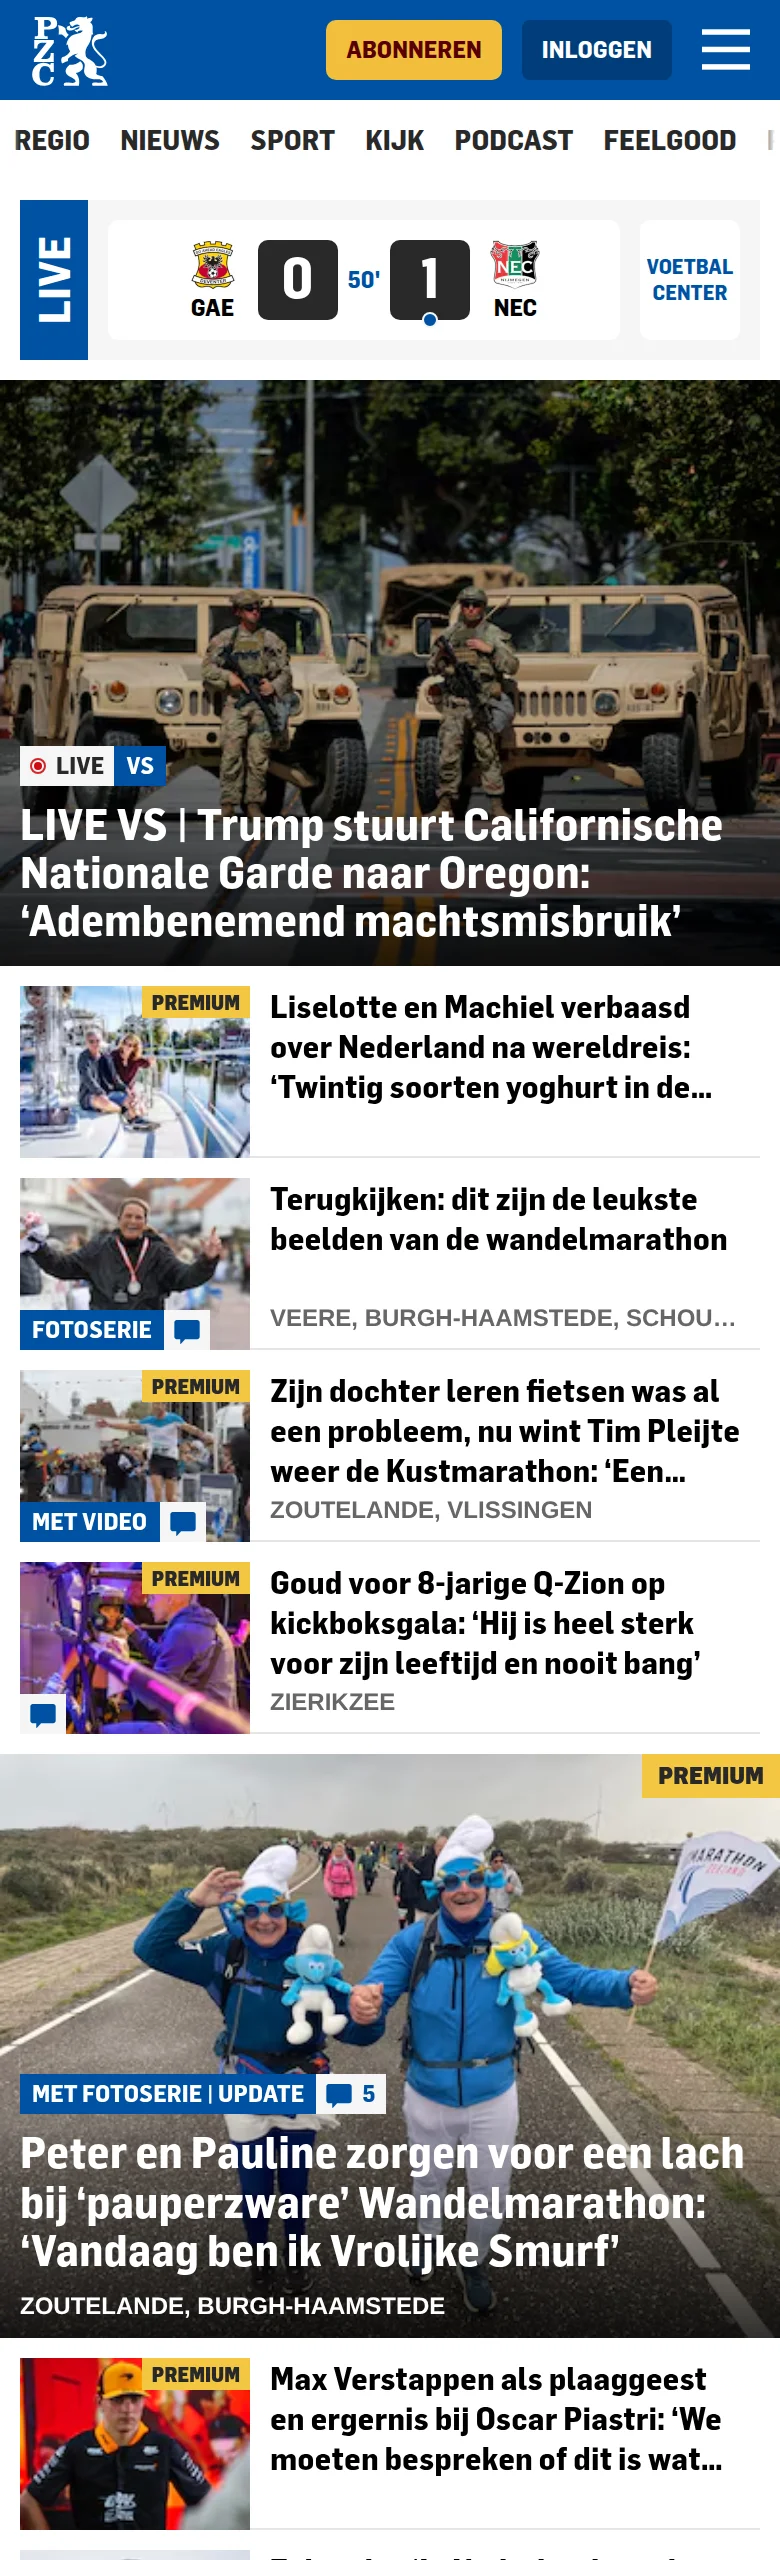 PZC
ABONNEREN
INLOGGEN
REGIO NIEUWS SPORT KIJK PODCAST FEELGOOD
LIVE
GAE
0
50'
1
NEC
NEC
VOETBAL
CENTER
LIVE VS
LIVE VS | Trump stuurt Californische
Nationale Garde naar Oregon:
‘Adembenemend machtsmisbruik’
PREMIUM
Liselotte en Machiel verbaasd
over Nederland na wereldreis:
‘Twintig soorten yoghurt in de...
FOTOSERIE
Terugkijken: dit zijn de leukste
beelden van de wandelmarathon
VEERE, BURGH-HAAMSTEDE, SCHOU...
PREMIUM
MET VIDEO
Zijn dochter leren fietsen was al
een probleem, nu wint Tim Pleijte
weer de Kustmarathon: ‘Een...
ZOUTELANDE, VLISSINGEN
PREMIUM
Goud voor 8-jarige Q-Zion op
kickboksgala: ‘Hij is heel sterk
voor zijn leeftijd en nooit bang’
ZIERIKZEE
PREMIUM
MARATHON
ZEELAND
MET FOTOSERIE | UPDATE 5
Peter en Pauline zorgen voor een lach
bij ‘pauperzware’ Wandelmarathon:
‘Vandaag ben ik Vrolijke Smurf’
ZOUTELANDE, BURGH-HAAMSTEDE
PREMIUM
Max Verstappen als plaaggeest
en ergernis bij Oscar Piastri: ‘We
moeten bespreken of dit is wat...